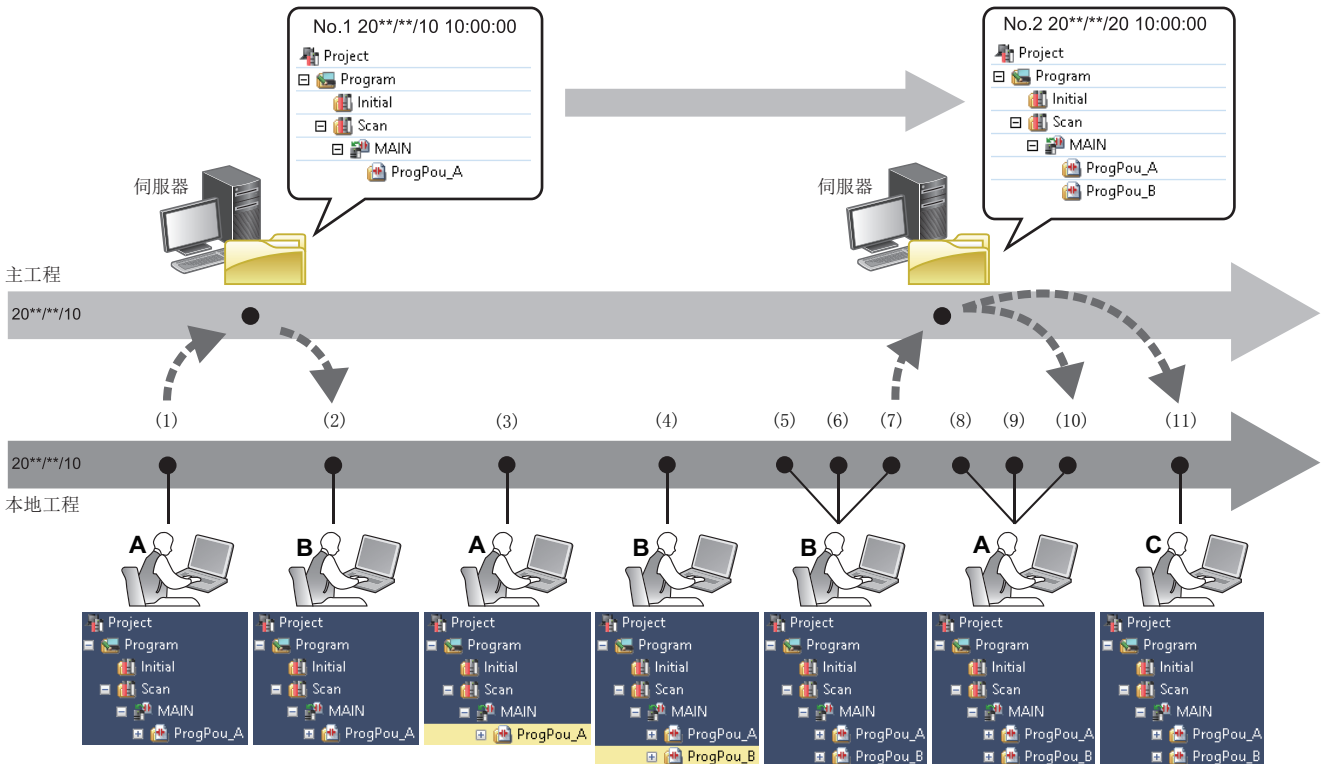 No.1 20**/**/10 10:00:00
Project
Program
Initial
Scan
MAIN
ProgPou_A
No.2 20**/**/20 10:00:00
Project
Program
Initial
Scan
MAIN
ProgPou_A
ProgPou_B
伺服器
伺服器
主工程
20**/**/10
(1) (2) (3) (4) (5) (6) (7) (8) (9) (10) (11)
20**/**/10
本地工程
A B A B B A C
Project
Program
Initial
Scan
MAIN
ProgPou_A
Project
Program
Initial
Scan
MAIN
ProgPou_A
Project
Program
Initial
Scan
MAIN
ProgPou_A
Project
Program
Initial
Scan
MAIN
ProgPou_A
ProgPou_B
Project
Program
Initial
Scan
MAIN
ProgPou_A
ProgPou_B
Project
Program
Initial
Scan
MAIN
ProgPou_A
ProgPou_B
Project
Program
Initial
Scan
MAIN
ProgPou_A
ProgPou_B